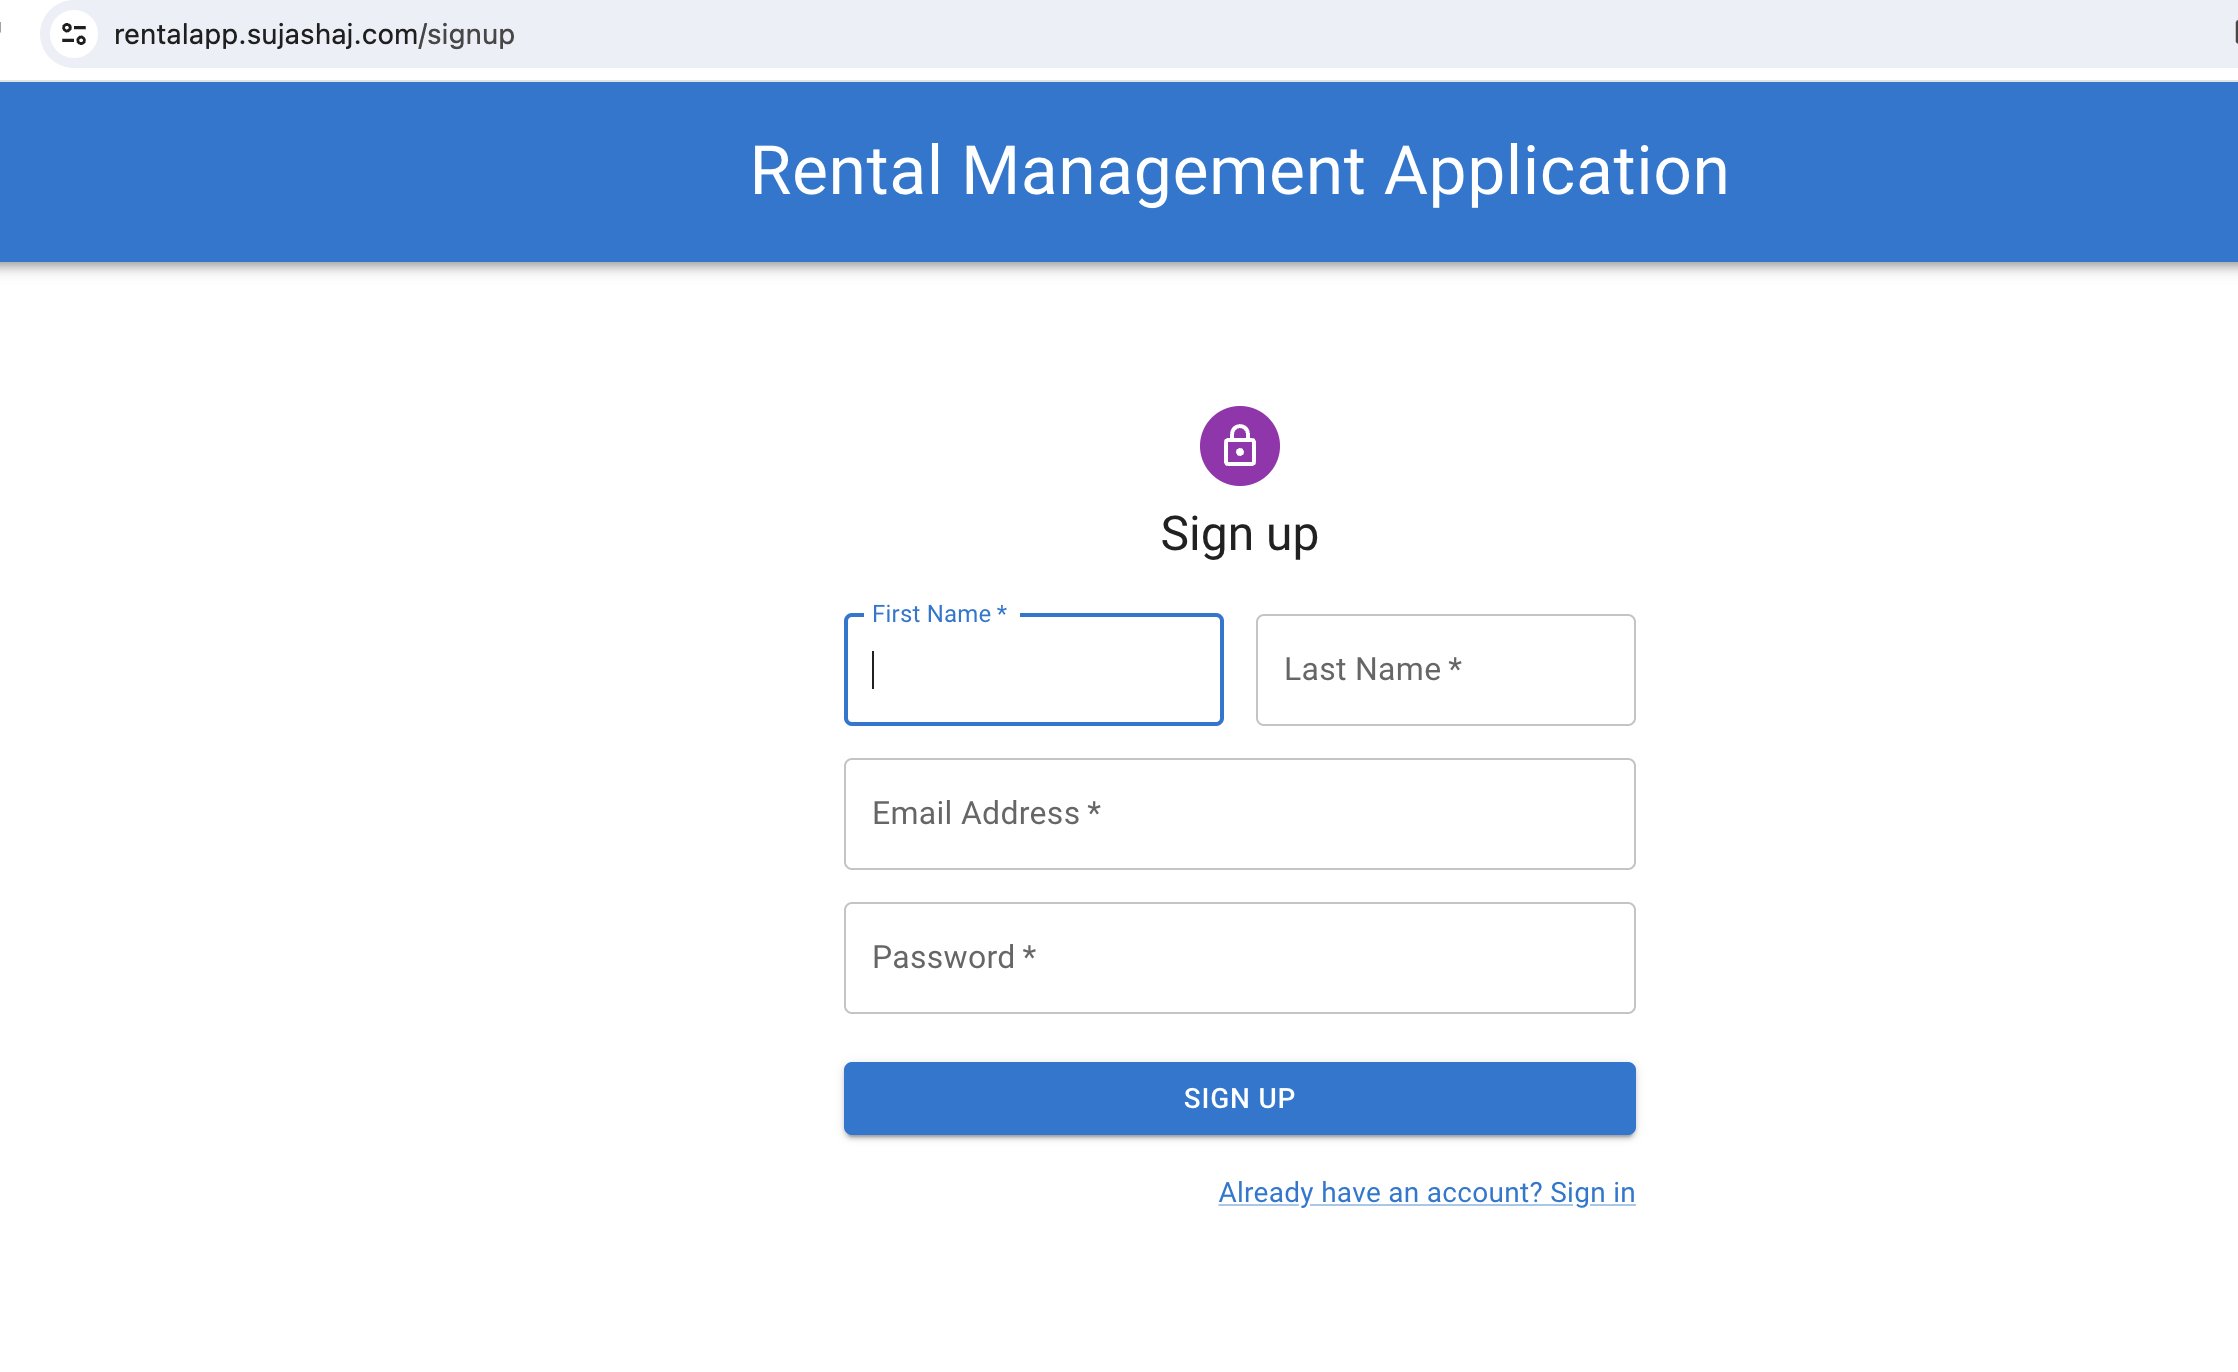 rentalapp.sujashaj.com/signup
Rental Management Application
Sign up
First Name *
Last Name *
Email Address *
Password *
SIGN UP
Already have an account? Sign in